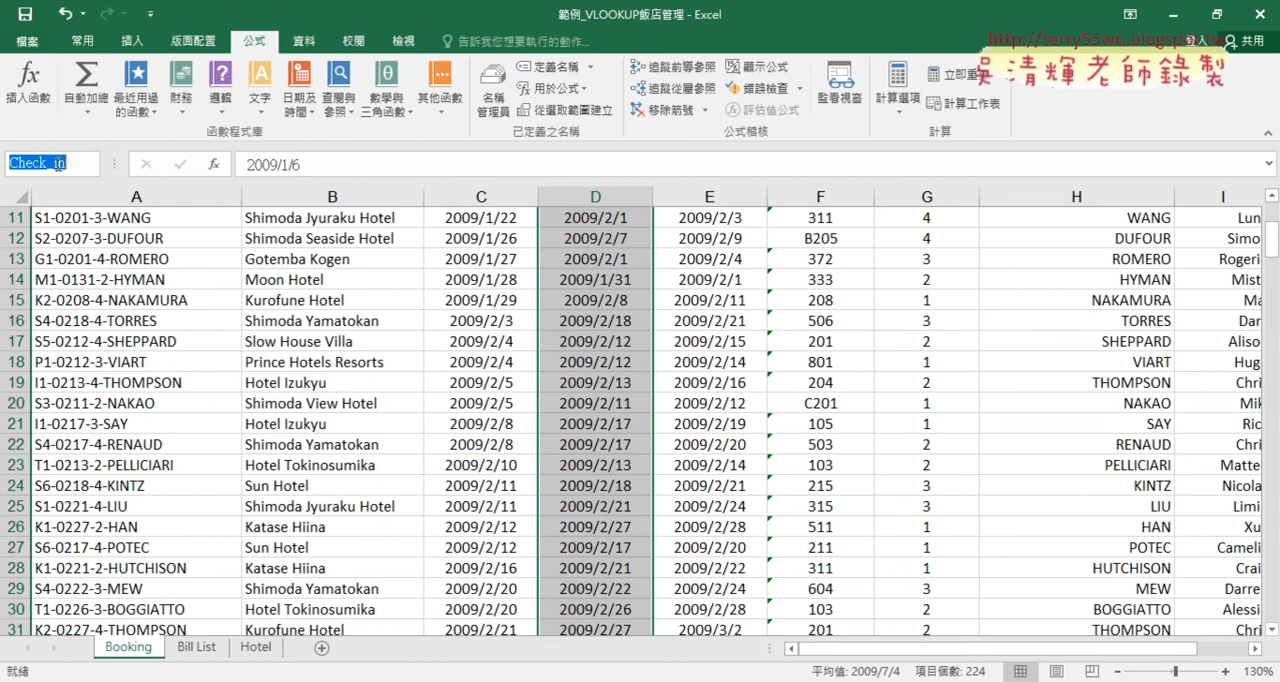 範例_VLOOKUP飯店管理 - Excel
http://terry55wu.blogspot.tw
吳清輝老師錄製
檔案 常用 插入 版面配置 公式 資料 校閱 檢視 告訴我您想要執行的動作... 登入 共用
插入函數 自動加總 最近用過的函數 財務 邏輯 文字 日期及時間 查閱與參照 數學與三角函數 其他函數 名稱管理員 定義名稱 用於公式 從選取範圍建立 追蹤前導參照 追蹤從屬參照 移除箭號 顯示公式 錯誤檢查 評估值公式 監看視窗 計算選項 立即重 計算工作表
函數程式庫 已定義之名稱 公式稽核 計算
Check_in fx 2009/1/6
A B C D E F G H I
11 S1-0201-3-WANG Shimoda Jyuraku Hotel 2009/1/22 2009/2/1 2009/2/3 311 4 WANG Lun
12 S2-0207-3-DUFOUR Shimoda Seaside Hotel 2009/1/26 2009/2/7 2009/2/9 B205 4 DUFOUR Simo
13 G1-0201-4-ROMERO Gotemba Kogen 2009/1/27 2009/2/1 2009/2/4 372 3 ROMERO Rogeri
14 M1-0131-2-HYMAN Moon Hotel 2009/1/28 2009/1/31 2009/2/1 333 2 HYMAN Mist
15 K2-0208-4-NAKAMURA Kurofune Hotel 2009/1/29 2009/2/8 2009/2/11 208 1 NAKAMURA Ma
16 S4-0218-4-TORRES Shimoda Yamatokan 2009/2/3 2009/2/18 2009/2/21 506 3 TORRES Dar
17 S5-0212-4-SHEPPARD Slow House Villa 2009/2/4 2009/2/12 2009/2/15 201 2 SHEPPARD Aliso
18 P1-0212-3-VIART Prince Hotels Resorts 2009/2/4 2009/2/12 2009/2/14 801 1 VIART Hug
19 I1-0213-4-THOMPSON Hotel Izukyu 2009/2/5 2009/2/13 2009/2/16 204 2 THOMPSON Chri
20 S3-0211-2-NAKAO Shimoda View Hotel 2009/2/5 2009/2/11 2009/2/12 C201 1 NAKAO Mik
21 I1-0217-3-SAY Hotel Izukyu 2009/2/8 2009/2/17 2009/2/19 105 1 SAY Ric
22 S4-0217-4-RENAUD Shimoda Yamatokan 2009/2/8 2009/2/17 2009/2/20 503 2 RENAUD Chri
23 T1-0213-2-PELLICIARI Hotel Tokinosumika 2009/2/10 2009/2/13 2009/2/14 103 2 PELLICIARI Matte
24 S6-0218-4-KINTZ Sun Hotel 2009/2/11 2009/2/18 2009/2/21 215 3 KINTZ Nicola
25 S1-0221-4-LIU Shimoda Jyuraku Hotel 2009/2/11 2009/2/21 2009/2/24 315 3 LIU Limi
26 K1-0227-2-HAN Katase Hiina 2009/2/12 2009/2/27 2009/2/28 511 1 HAN Xu
27 S6-0217-4-POTEC Sun Hotel 2009/2/12 2009/2/17 2009/2/20 211 1 POTEC Cameli
28 K1-0221-2-HUTCHISON Katase Hiina 2009/2/16 2009/2/21 2009/2/22 311 1 HUTCHISON Crai
29 S4-0222-3-MEW Shimoda Yamatokan 2009/2/20 2009/2/22 2009/2/24 604 3 MEW Darre
30 T1-0226-3-BOGGIATTO Hotel Tokinosumika 2009/2/20 2009/2/26 2009/2/28 103 2 BOGGIATTO Alessi
31 K2-0227-4-THOMPSON Kurofune Hotel 2009/2/21 2009/2/27 2009/3/2 201 1 THOMPSON Chri
Booking Bill List Hotel
就緒 平均值: 2009/7/4 項目個數: 224 130%